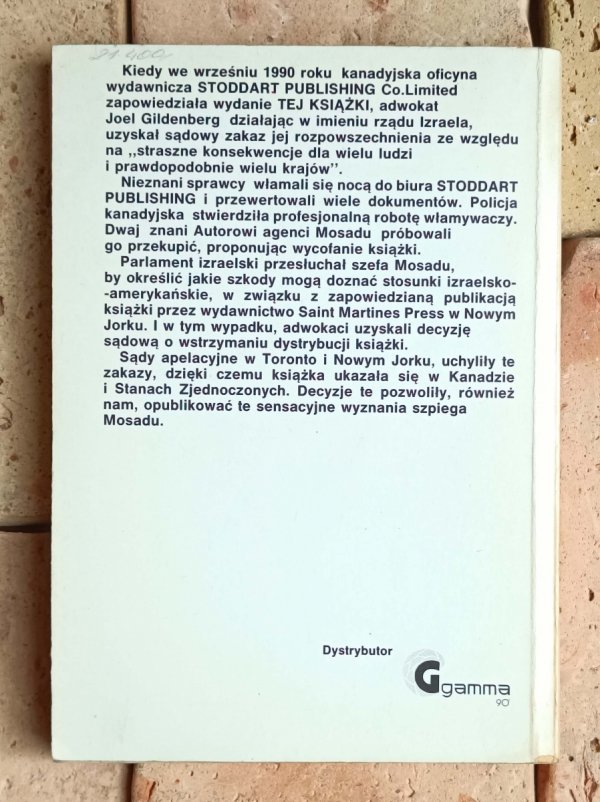 21 400,-
Kiedy we wrześniu 1990 roku kanadyjska oficyna
wydawnicza STODDART PUBLISHING Co.Limited
zapowiedziała wydanie TEJ KSIĄŻKI, adwokat
Joel Gildenberg działając w imieniu rządu Izraela,
uzyskał sądowy zakaz jej rozpowszechnienia ze względu
na ,,straszne konsekwencje dla wielu ludzi
i prawdopodobnie wielu krajów".
Nieznani sprawcy włamali się nocą do biura STODDART
PUBLISHING i przewertowali wiele dokumentów. Policja
kanadyjska stwierdziła profesjonalną robotę włamywaczy.
Dwaj znani Autorowi agenci Mosadu próbowali
go przekupić, proponując wycofanie książki.
Parlament izraelski przesłuchał szefa Mosadu,
by określić jakie szkody mogą doznać stosunki izraelsko-
-amerykańskie, w związku z zapowiedzianą publikacją
książki przez wydawnictwo Saint Martines Press w Nowym
Jorku. I w tym wypadku, adwokaci uzyskali decyzję
sądową o wstrzymaniu dystrybucji książki.
Sądy apelacyjne w Toronto i Nowym Jorku, uchyliły te
zakazy, dzięki czemu książka ukazała się w Kanadzie
i Stanach Zjednoczonych. Decyzje te pozwoliły, również
nam, opublikować te sensacyjne wyznania szpiega
Mosadu.
Dystrybutor
G gamma
90'